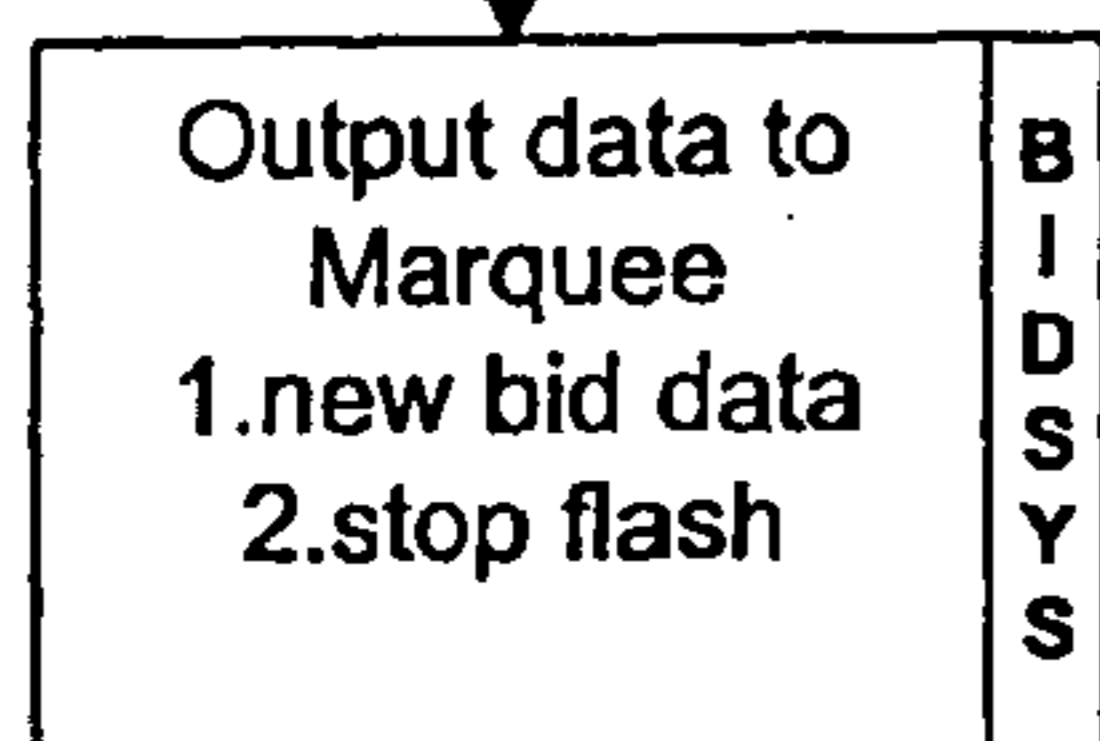 Output data to
Marquee
1.new bid data
2.stop flash
B
I
D
S
Y
S